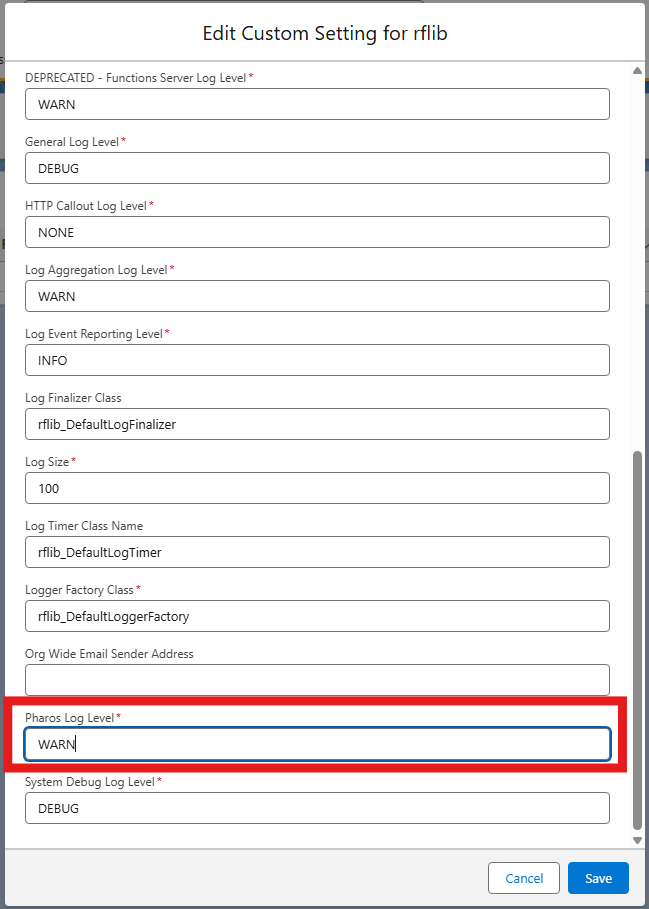 Edit Custom Setting for rflib
DEPRECATED - Functions Server Log Level*
WARN
General Log Level*
DEBUG
HTTP Callout Log Level*
NONE
Log Aggregation Log Level*
WARN
Log Event Reporting Level*
INFO
Log Finalizer Class
rflib_DefaultLogFinalizer
Log Size*
100
Log Timer Class Name
rflib_DefaultLogTimer
Logger Factory Class*
rflib_DefaultLoggerFactory
Org Wide Email Sender Address
Pharos Log Level*
WARN
System Debug Log Level*
DEBUG
Cancel
Save